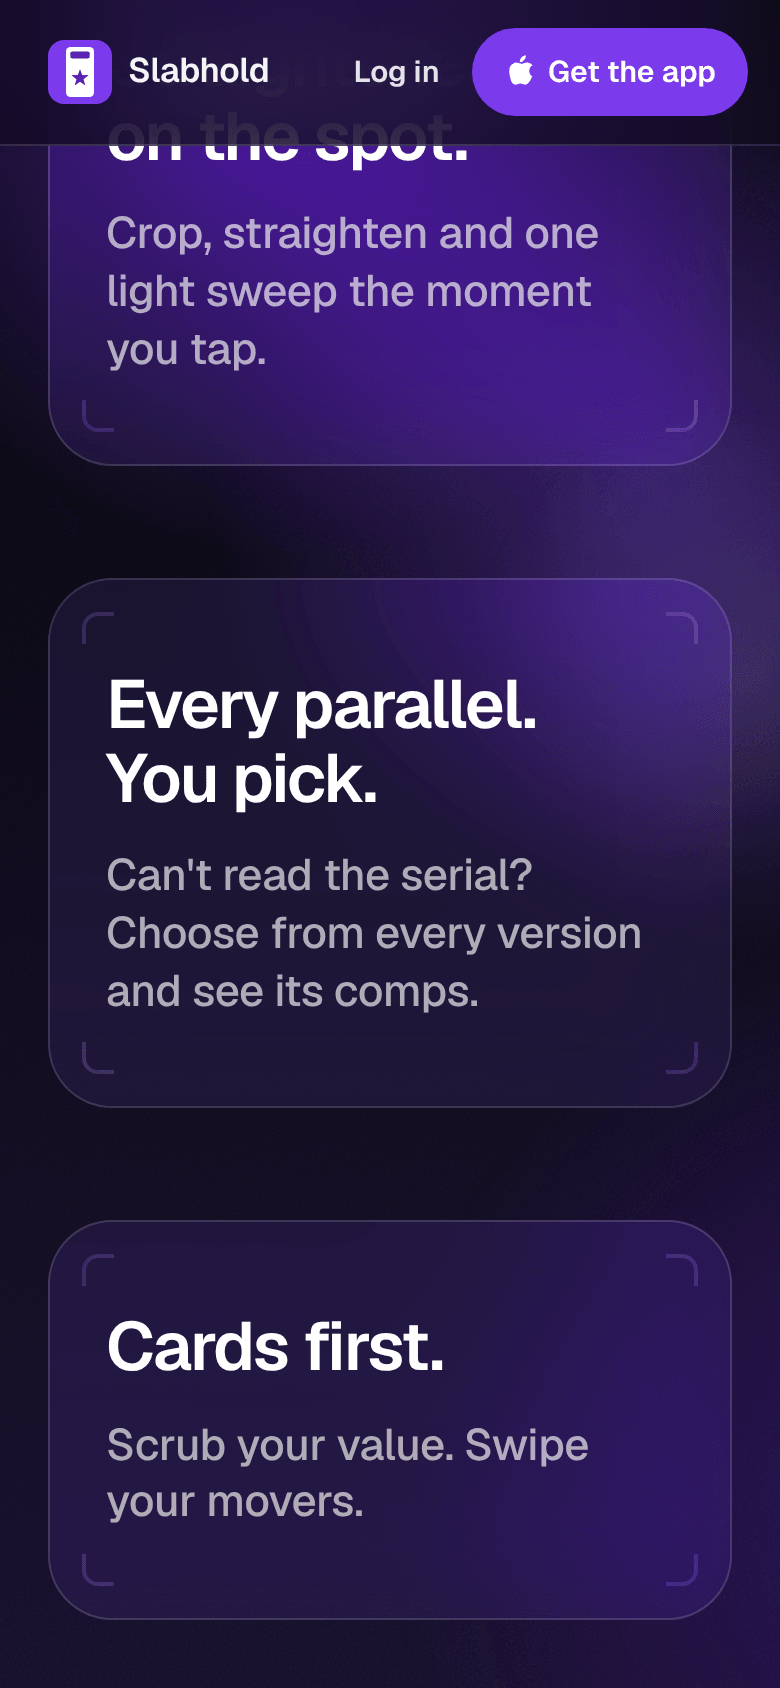 Slabhold
Log in
Get the app
on the spot.
Crop, straighten and one
light sweep the moment
you tap.
Every parallel.
You pick.
Can't read the serial?
Choose from every version
and see its comps.
Cards first.
Scrub your value. Swipe
your movers.